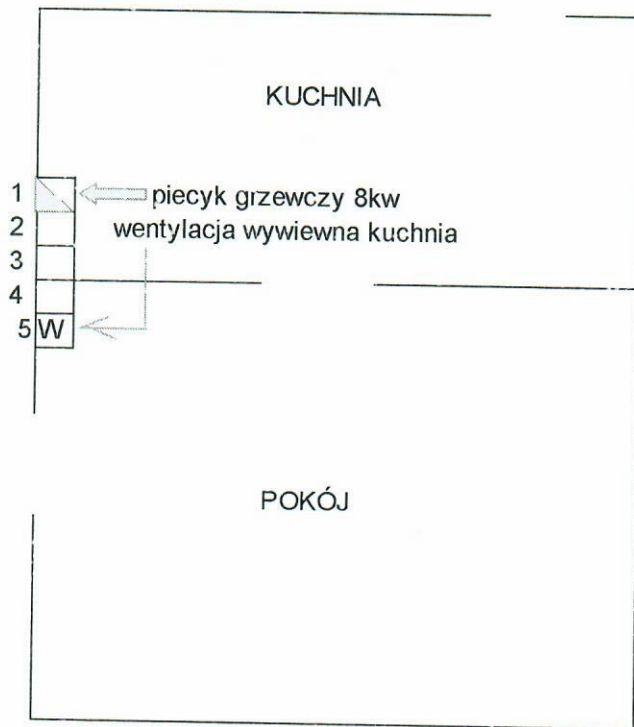 KUCHNIA
1 piecyk grzewczy 8kw
2 wentylacja wywiewna kuchnia
3
4
5 W
POKÓJ